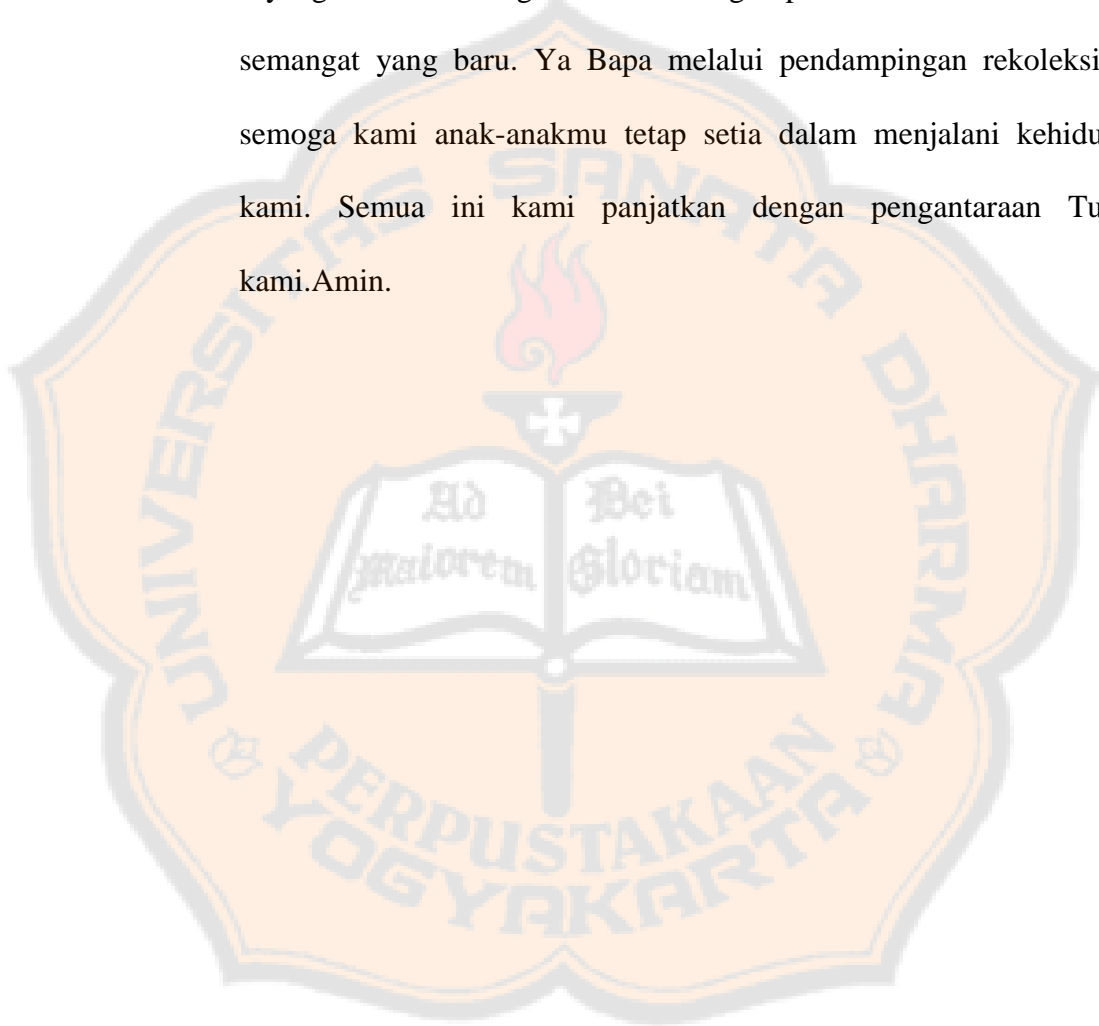 semangat yang baru. Ya Bapa melalui pendampingan rekoleksi
semoga kami anak-anakmu tetap setia dalam menjalani
kami. Semua ini kami panjatkan dengan pengantaraan
kami.Amin.
UNIVERSITAS SANATA DHARMA
Ad Dei
Maiorem Gloriam
PERPUSTAKAAN
YOGYAKARTA